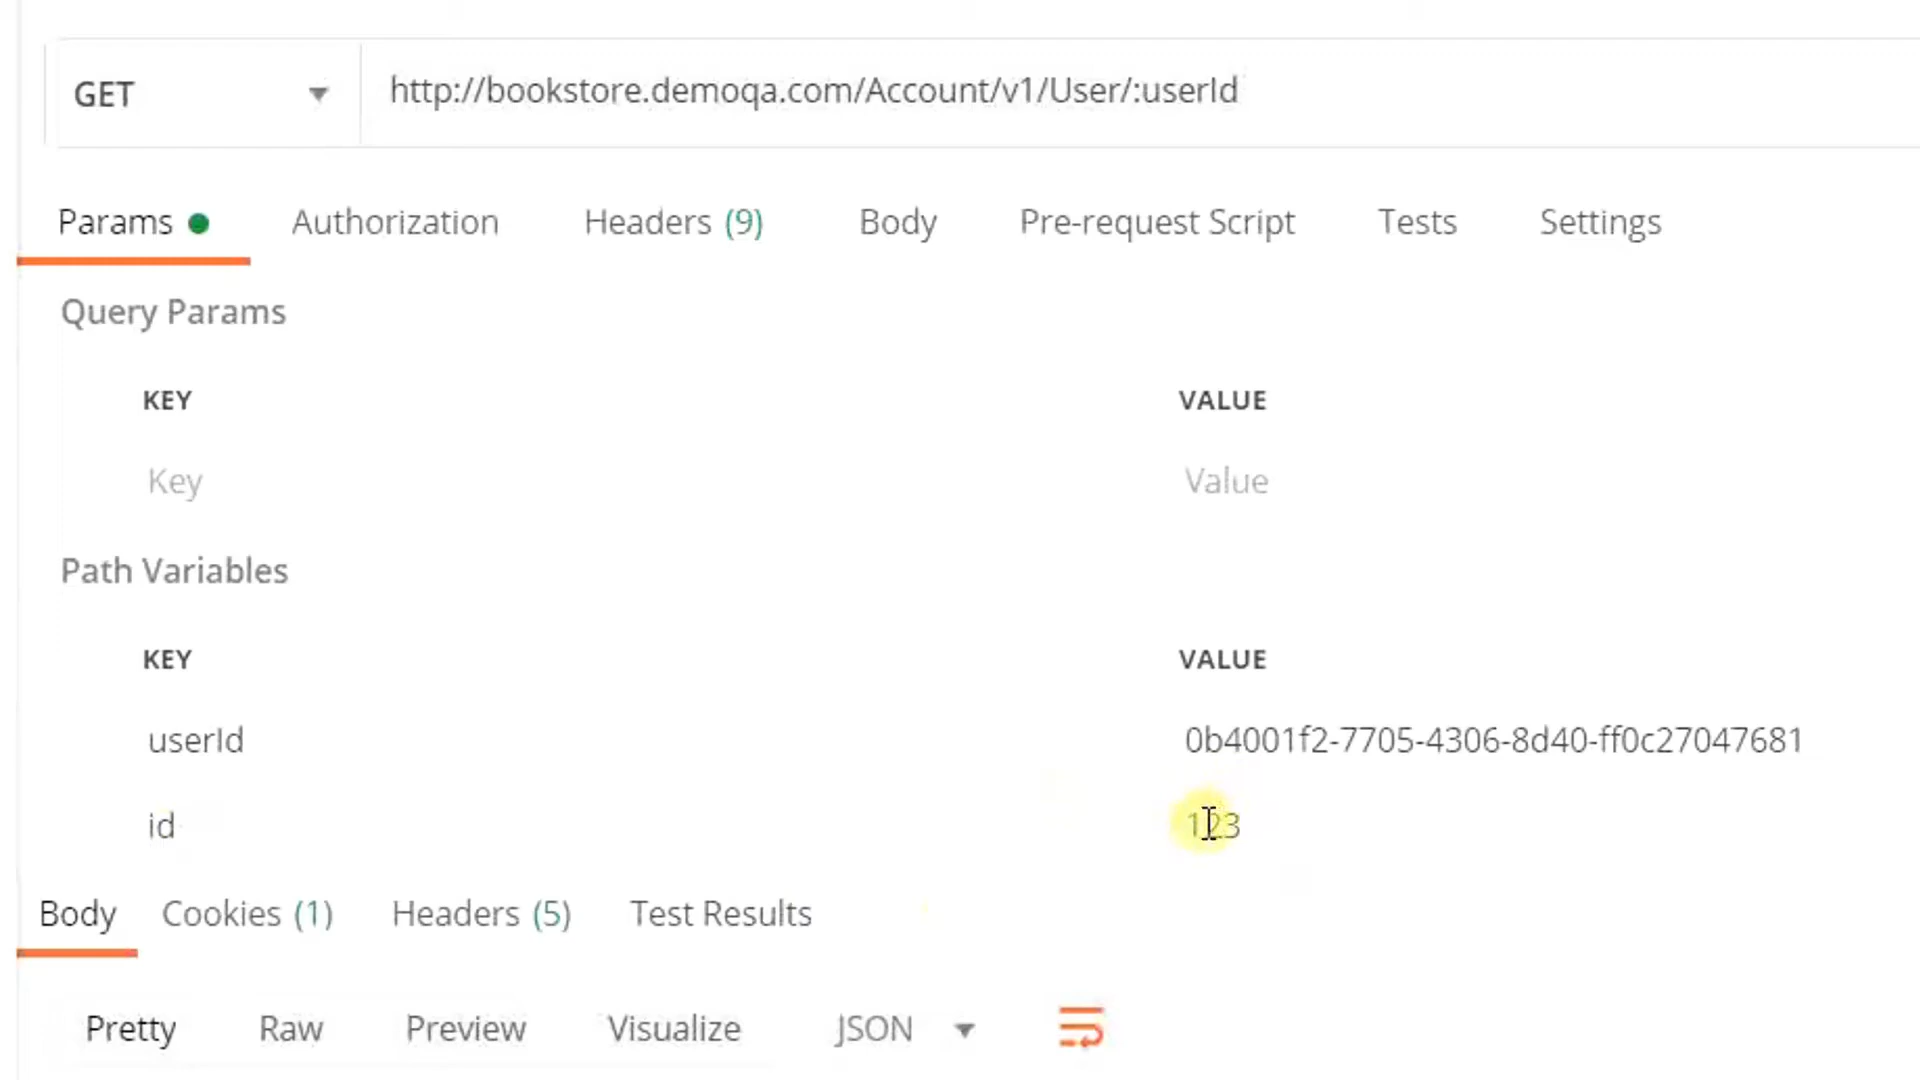 GET http://bookstore.demoqa.com/Account/v1/User/:userId
Params Authorization Headers (9) Body Pre-request Script Tests Settings
Query Params
KEY VALUE
Key Value
Path Variables
KEY VALUE
userId 0b4001f2-7705-4306-8d40-ff0c27047681
id 123
Body Cookies (1) Headers (5) Test Results
Pretty Raw Preview Visualize JSON